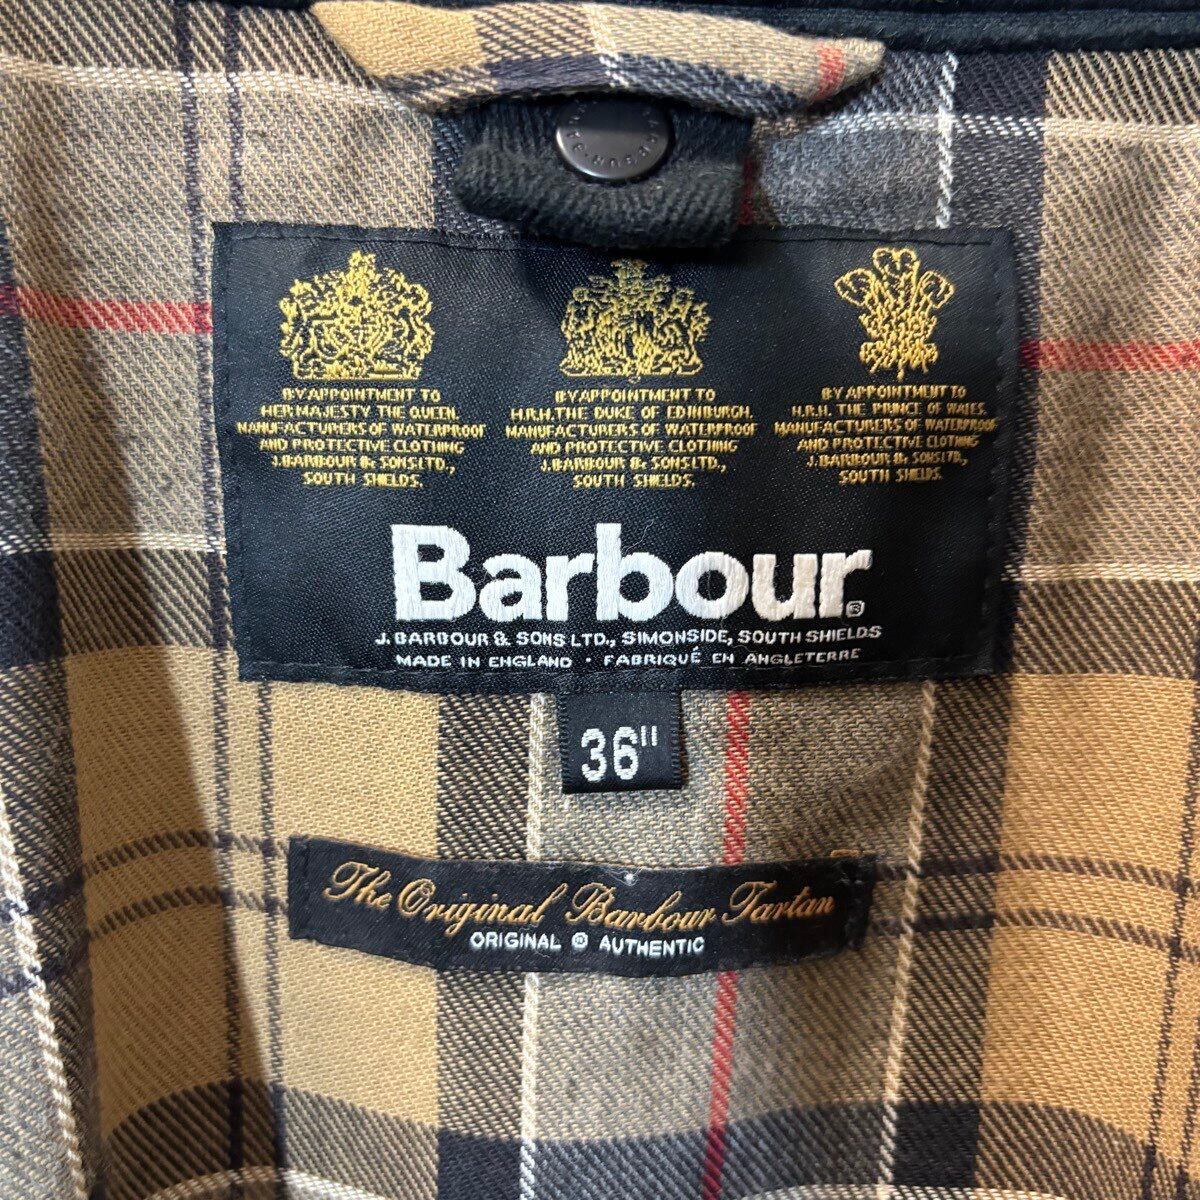 BARBOUR
BY APPOINTMENT TO
HER MAJESTY THE QUEEN.
MANUFACTURERS OF WATERPROOF
AND PROTECTIVE CLOTHING
J.BARBOUR & SONS LTD.,
SOUTH SHIELDS.
BY APPOINTMENT TO
H.R.H. THE DUKE OF EDINBURGH.
MANUFACTURERS OF WATERPROOF
AND PROTECTIVE CLOTHING
J.BARBOUR & SONS LTD.,
SOUTH SHIELDS.
BY APPOINTMENT TO
H.R.H. THE PRINCE OF WALES.
MANUFACTURERS OF WATERPROOF
AND PROTECTIVE CLOTHING
J.BARBOUR & SONS LTD.,
SOUTH SHIELDS.
Barbour®
J. BARBOUR & SONS LTD., SIMONSIDE, SOUTH SHIELDS
MADE IN ENGLAND · FABRIQUÉ EN ANGLETERRE
36"
The Original Barbour Tartan
ORIGINAL ® AUTHENTIC